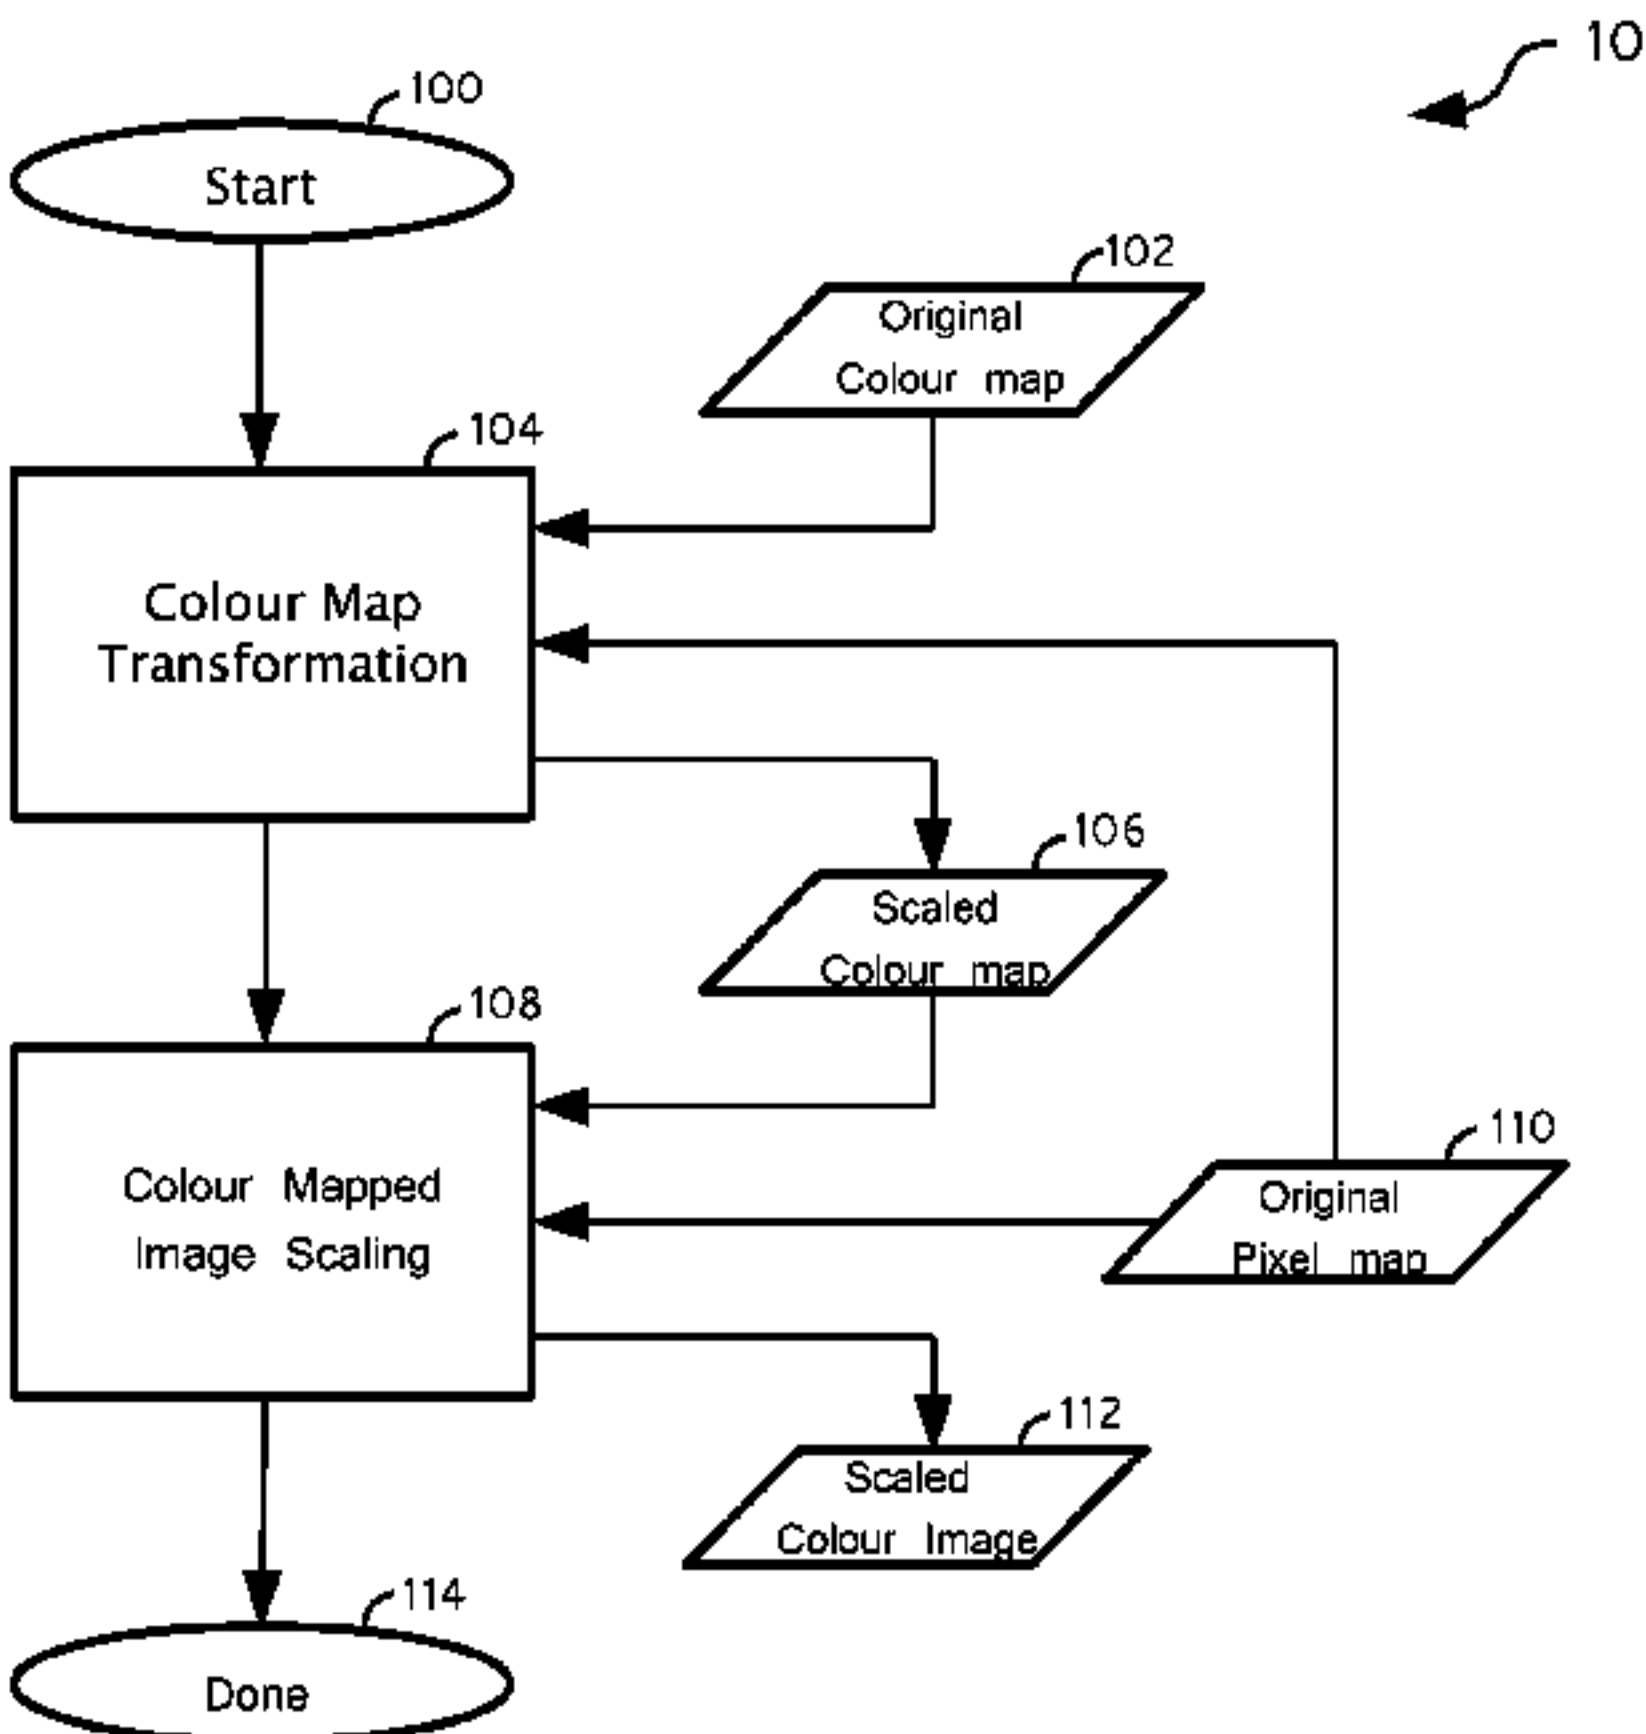 10
100
Start
102
Original
Colour map
104
Colour Map
Transformation
106
Scaled
Colour map
108
Colour Mapped
Image Scaling
110
Original
Pixel map
112
Scaled
Colour Image
114
Done